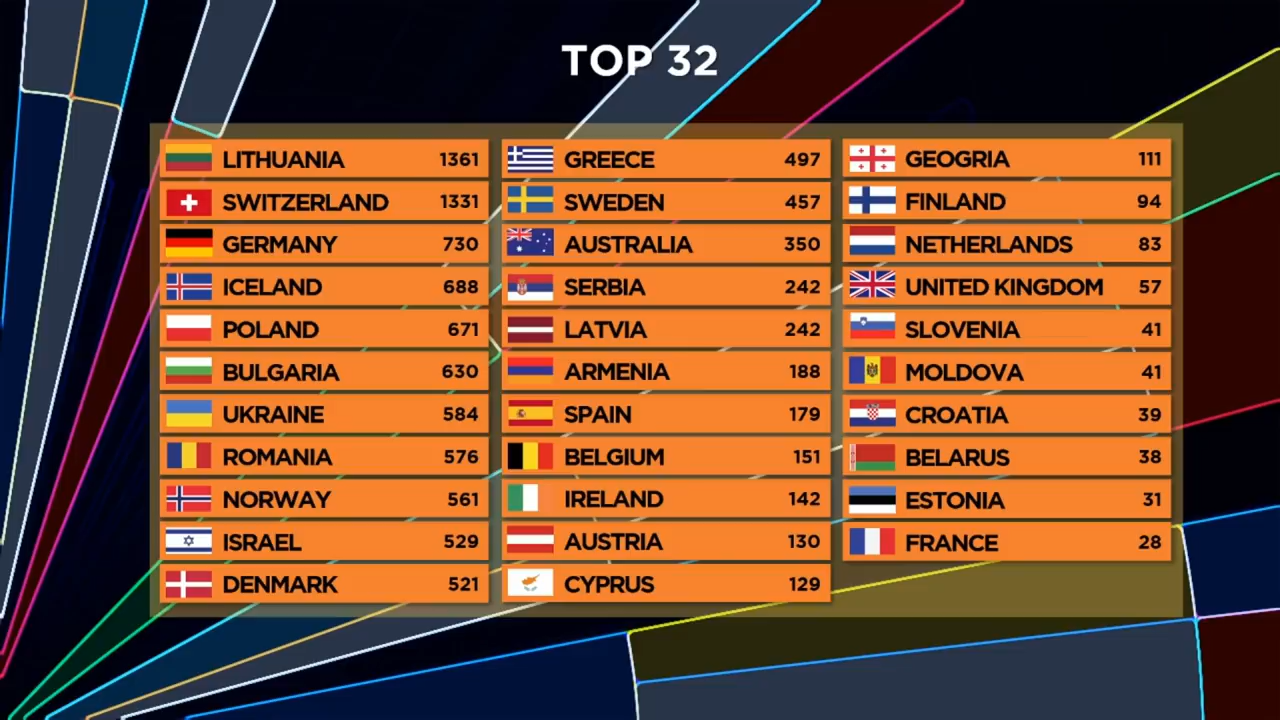 TOP 32
LITHUANIA 1361
SWITZERLAND 1331
GERMANY 730
ICELAND 688
POLAND 671
BULGARIA 630
UKRAINE 584
ROMANIA 576
NORWAY 561
ISRAEL 529
DENMARK 521
GREECE 497
SWEDEN 457
AUSTRALIA 350
SERBIA 242
LATVIA 242
ARMENIA 188
SPAIN 179
BELGIUM 151
IRELAND 142
AUSTRIA 130
CYPRUS 129
GEOGRIA 111
FINLAND 94
NETHERLANDS 83
UNITED KINGDOM 57
SLOVENIA 41
MOLDOVA 41
CROATIA 39
BELARUS 38
ESTONIA 31
FRANCE 28